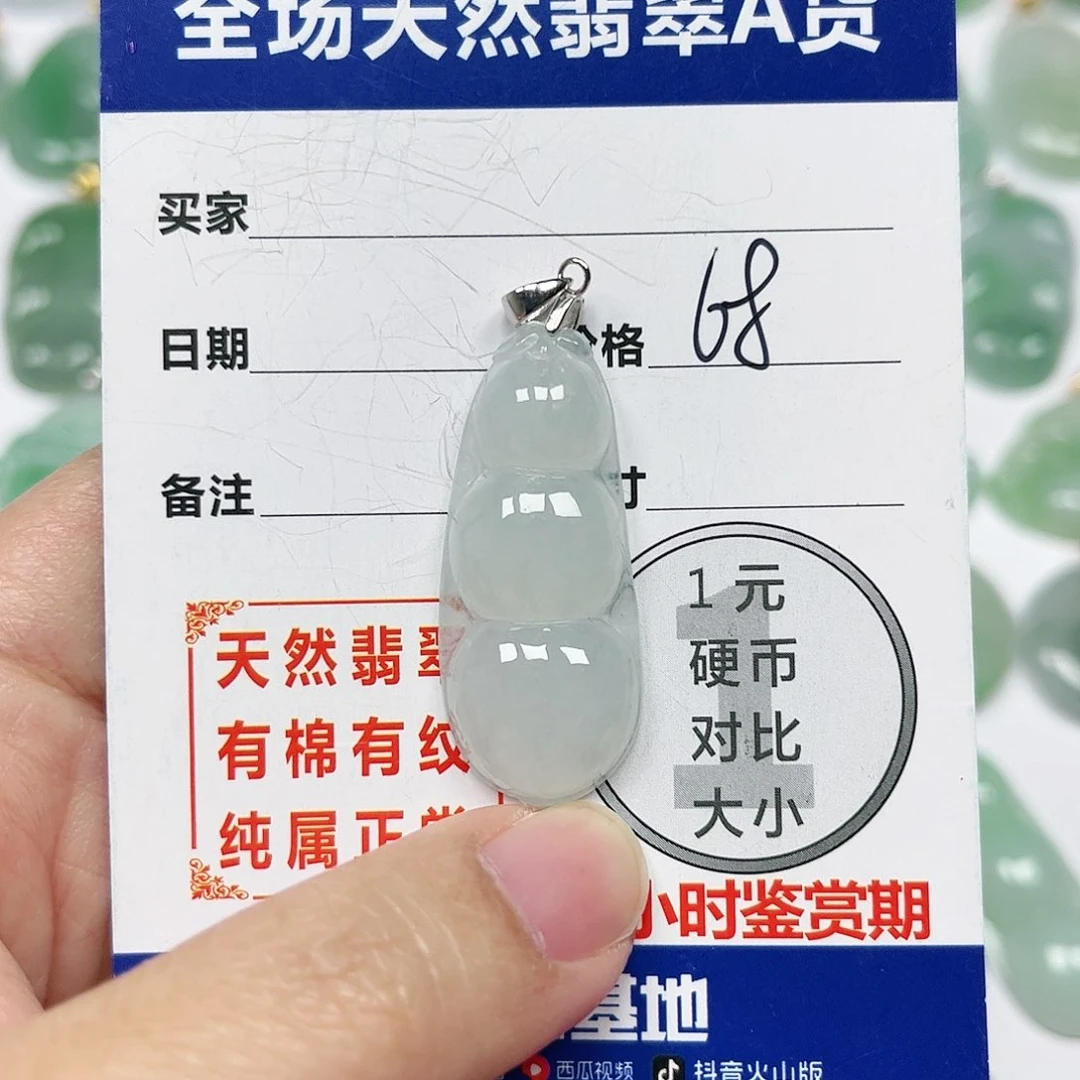 全场天然翡翠A货
买家
日期
格 68
备注
寸
天然翡翠
有棉有纹
纯属正常
1元
硬币
对比
大小
小时鉴赏期
基地
西瓜视频 抖音火山版